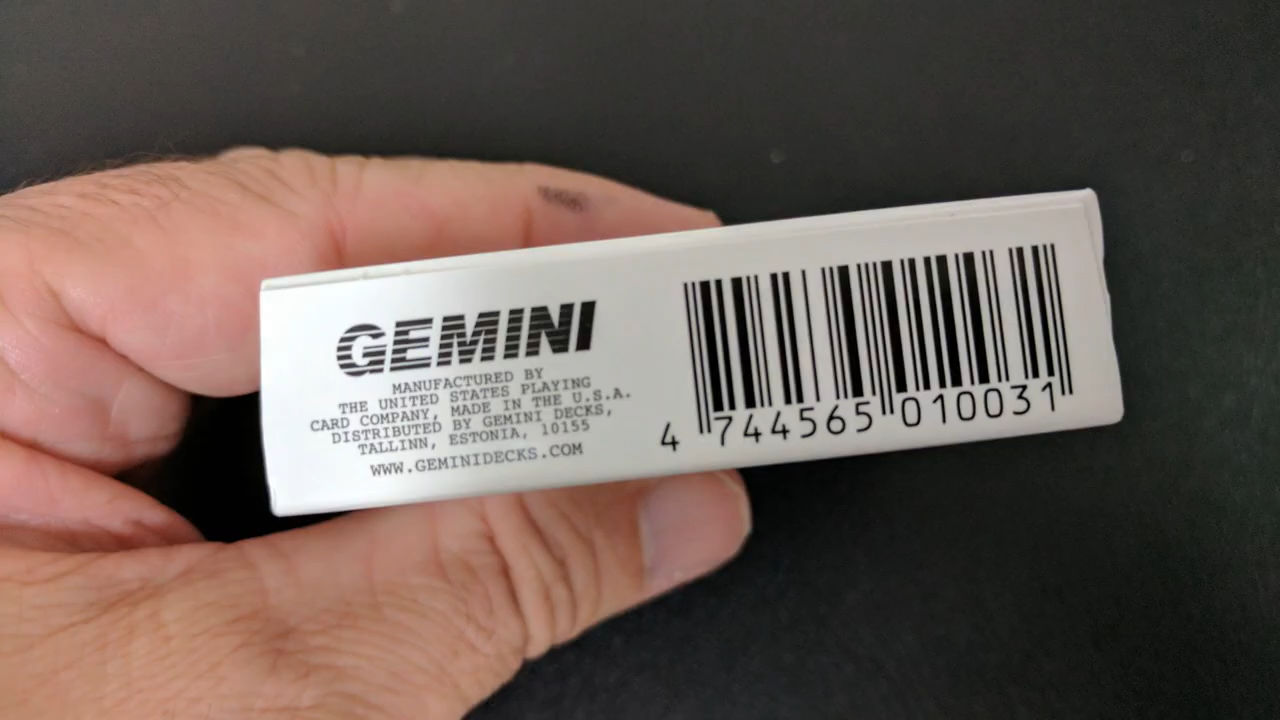 GEMINI
MANUFACTURED BY
THE UNITED STATES PLAYING
CARD COMPANY, MADE IN THE U.S.A.
DISTRIBUTED BY GEMINI DECKS,
TALLINN, ESTONIA, 10155
WWW.GEMINIDECKS.COM
4 744565 010031